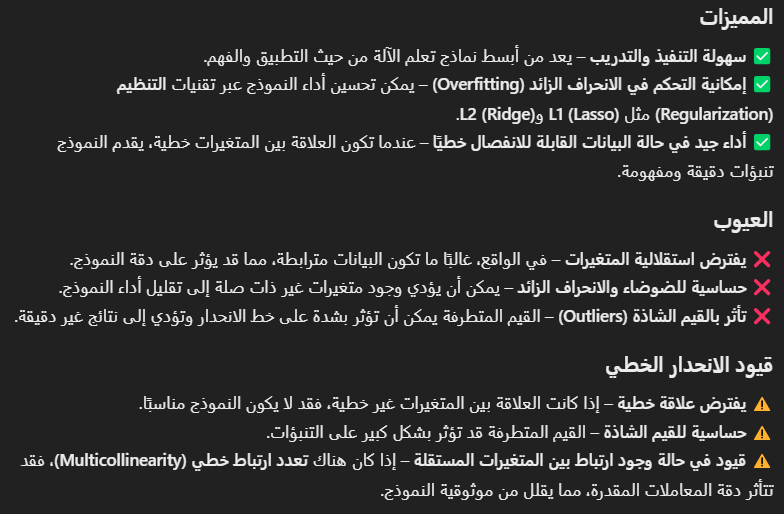 المميزات
✅ سهولة التنفيذ والتدريب – يعد من أبسط نماذج تعلم الآلة من حيث التطبيق والفهم.
✅ إمكانية التحكم في الانحراف الزائد (Overfitting) – يمكن تحسين أداء النموذج عبر تقنيات التنظيم
(Regularization) مثل L1 (Lasso) وL2 (Ridge).
✅ أداء جيد في حالة البيانات القابلة للانفصال خطيًا – عندما تكون العلاقة بين المتغيرات خطية، يقدم النموذج
تنبؤات دقيقة ومفهومة.
العيوب
❌ يفترض استقلالية المتغيرات – في الواقع، غالبًا ما تكون البيانات مترابطة، مما قد يؤثر على دقة النموذج.
❌ حساسية للضوضاء والانحراف الزائد – يمكن أن يؤدي وجود متغيرات غير ذات صلة إلى تقليل أداء النموذج.
❌ تأثر بالقيم الشاذة (Outliers) – القيم المتطرفة يمكن أن تؤثر بشدة على خط الانحدار وتؤدي إلى نتائج غير دقيقة.
قيود الانحدار الخطي
⚠️ يفترض علاقة خطية – إذا كانت العلاقة بين المتغيرات غير خطية، فقد لا يكون النموذج مناسبًا.
⚠️ حساسية للقيم الشاذة – القيم المتطرفة قد تؤثر بشكل كبير على التنبؤات.
⚠️ قيود في حالة وجود ارتباط بين المتغيرات المستقلة – إذا كان هناك تعدد ارتباط خطي (Multicollinearity)، فقد
تتأثر دقة المعاملات المقدرة، مما يقلل من موثوقية النموذج.